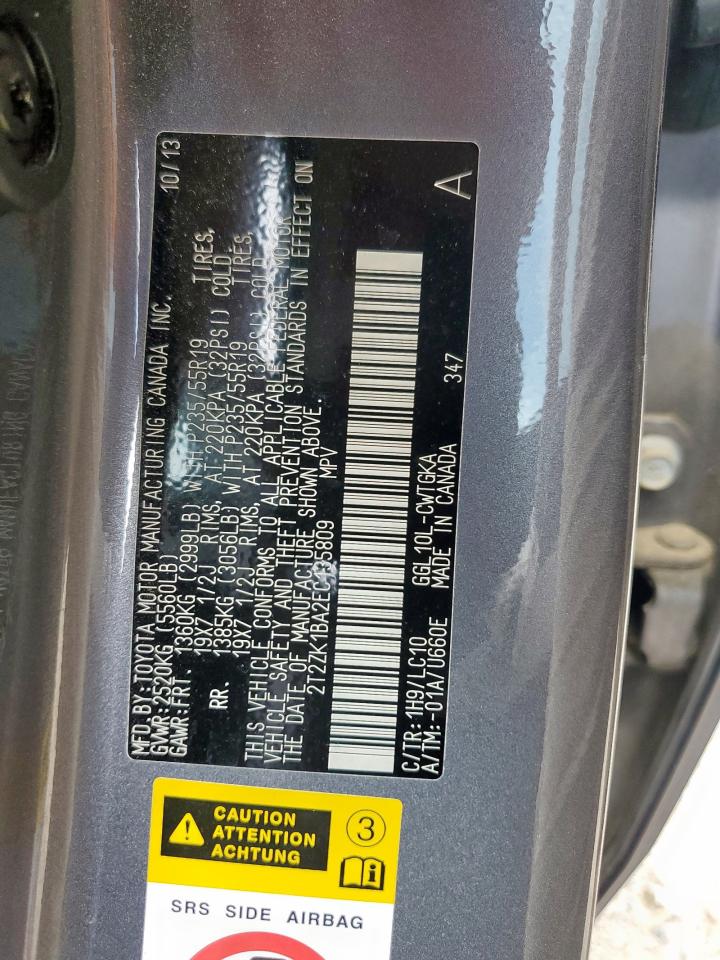 MFD.BY:TOYOTA MOTOR MANUFACTURING CANADA INC. 10/13
GVWR:2520KG (5560LB)
GAWR:FRT. 1360KG (2999LB) WITH P235/55R19 TIRES,
19X7 1/2J RIMS, AT 220KPA (32PSI) COLD.
RR. 1385KG (3056LB) WITH P235/55R19 TIRES,
19X7 1/2J RIMS, AT 220KPA (32PSI) COLD.
THIS VEHICLE CONFORMS TO ALL APPLICABLE FEDERAL MOTOR
VEHICLE SAFETY AND THEFT PREVENTION STANDARDS IN EFFECT ON
THE DATE OF MANUFACTURE SHOWN ABOVE.
2T2ZK1BA2EC135809 MPV
A
C/TR:1H9/LC10 GGL10L-CWTGKA 347
A/TM:-01A/U660E MADE IN CANADA
CAUTION
ATTENTION
ACHTUNG
3
SRS SIDE AIRBAG